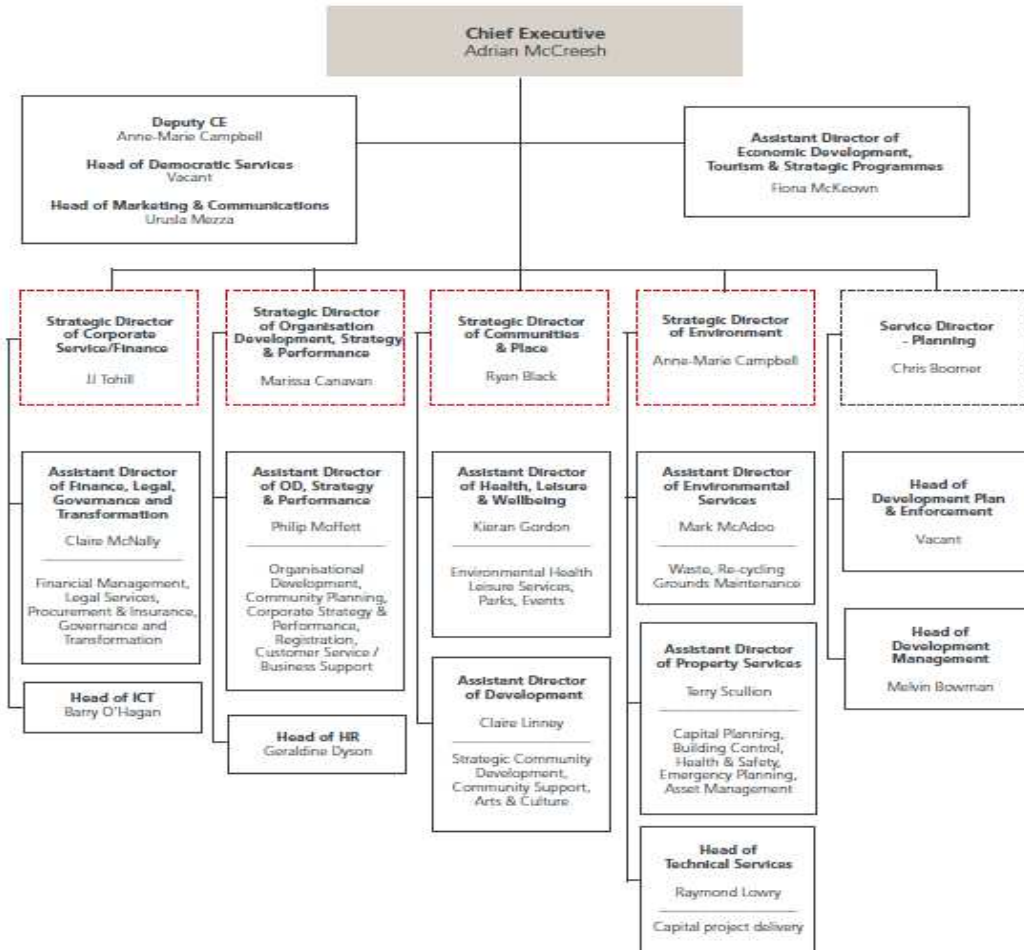 Chief Executive
Adrian McCreesh
Deputy CE
Anne-Marie Campbell
Head of Democratic Services
Vacant
Head of Marketing & Communications
Urusla Mezza
Assistant Director of
Economic Development,
Tourism & Strategic Programmes
Fiona McKeown
Strategic Director
of Corporate
Service/Finance
JJ Tohill
Strategic Director
of Organisation
Development, Strategy
& Performance
Marissa Canavan
Strategic Director
of Communities
& Place
Ryan Black
Strategic Director
of Environment
Anne-Marie Campbell
Service Director
- Planning
Chris Boomer
Assistant Director
of Finance, Legal,
Governance and
Transformation
Claire McNally
Financial Management,
Legal Services,
Procurement & Insurance,
Governance and
Transformation
Head of ICT
Barry O'Hagan
Assistant Director
of OD, Strategy
& Performance
Philip Moffett
Organisational
Development,
Community Planning,
Corporate Strategy &
Performance,
Registration,
Customer Service /
Business Support
Head of HR
Geraldine Dyson
Assistant Director
of Health, Leisure
& Wellbeing
Kieran Gordon
Environmental Health
Leisure Services,
Parks, Events
Assistant Director
of Development
Claire Linney
Strategic Community
Development,
Community Support,
Arts & Culture
Assistant Director
of Environmental
Services
Mark McAdoo
Waste, Re-cycling
Grounds Maintenance
Assistant Director
of Property Services
Terry Scullion
Capital Planning,
Building Control,
Health & Safety,
Emergency Planning,
Asset Management
Head of
Technical Services
Raymond Lowry
Capital project delivery
Head of
Development Plan
& Enforcement
Vacant
Head of
Development
Management
Melvin Bowman